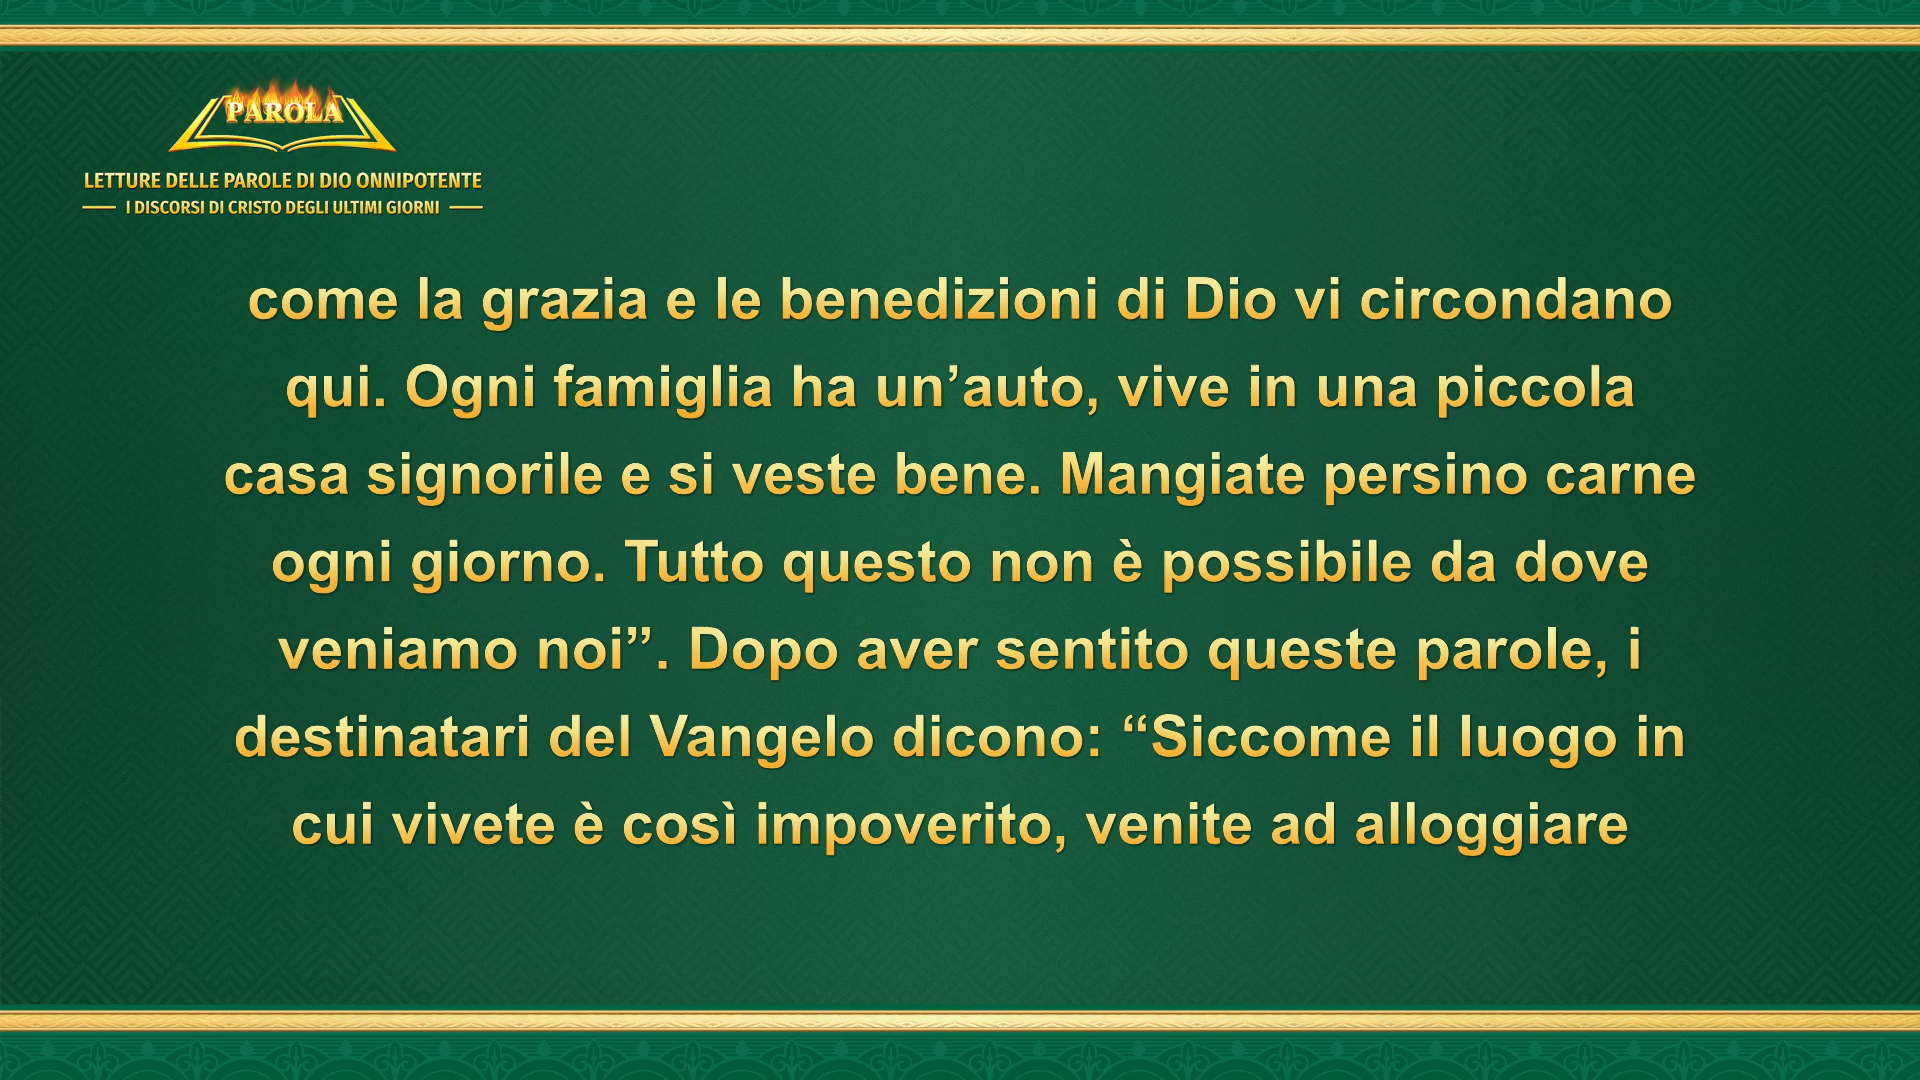 PAROLA
LETTURE DELLE PAROLE DI DIO ONNIPOTENTE
I DISCORSI DI CRISTO DEGLI ULTIMI GIORNI
come la grazia e le benedizioni di Dio vi circondano
qui. Ogni famiglia ha un’auto, vive in una piccola
casa signorile e si veste bene. Mangiate persino carne
ogni giorno. Tutto questo non è possibile da dove
veniamo noi”. Dopo aver sentito queste parole, i
destinatari del Vangelo dicono: “Siccome il luogo in
cui vivete è così impoverito, venite ad alloggiare